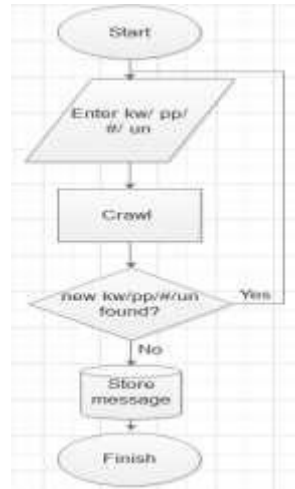 Start
Enter kw/ pp/
#/ un
Crawl
new kw/pp/#/un
found?
Yes
No
Store
message
Finish